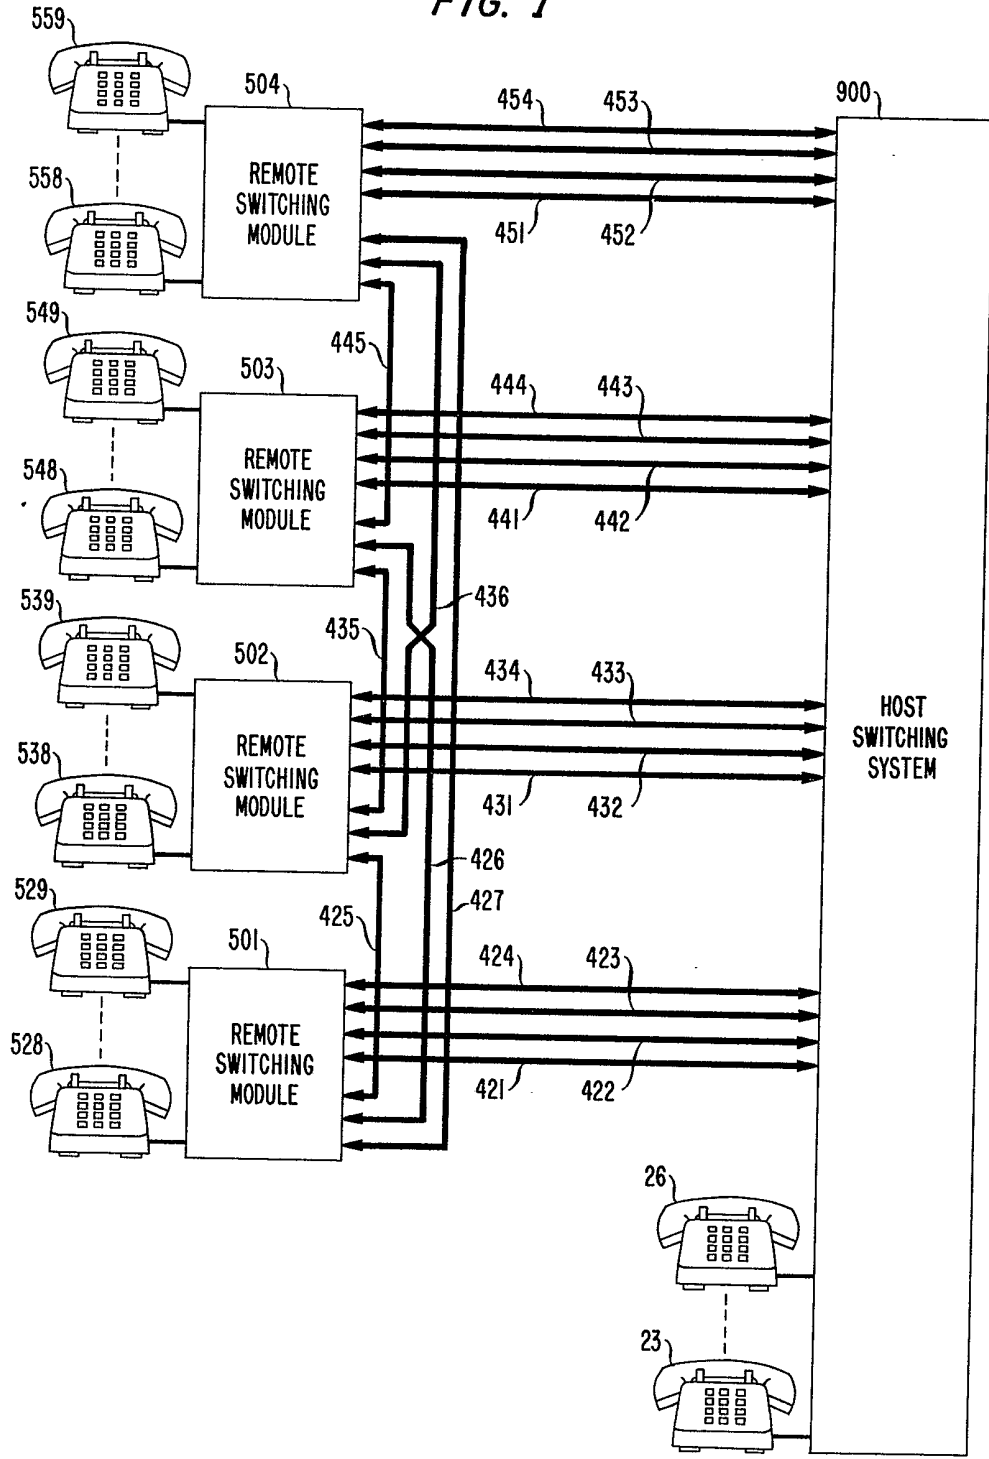 FIG. 1
559
504
454
453
900
REMOTE
SWITCHING
MODULE
558
451
452
549
445
503
444
443
REMOTE
SWITCHING
MODULE
548
441
442
539
436
435
502
434
433
HOST
SWITCHING
SYSTEM
REMOTE
SWITCHING
MODULE
538
431
432
426
529
427
425
501
424
423
REMOTE
SWITCHING
MODULE
528
421
422
26
23